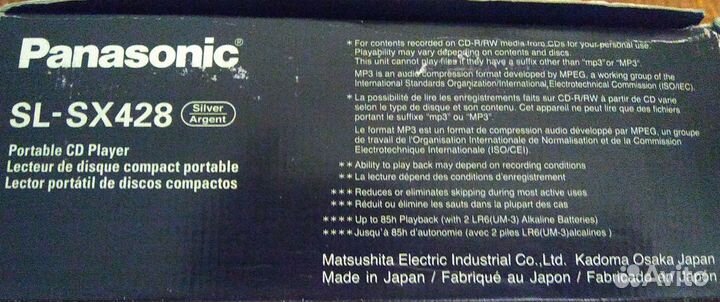 Panasonic®
SL-SX428 Silver Argent
Portable CD Player
Lecteur de disque compact portable
Lector portátil de discos compactos
* For contents recorded on CD-R/RW media from CDs for your personal use.
Playability may vary depending on contents and discs.
This unit cannot play files if they have a suffix other than "mp3" or "MP3".
MP3 is an audio compression format developed by MPEG, a working group of the
International Standards Organization/International Electrotechnical Commission (ISO/IEC).
* La possibilité de lire les enregistrements faits sur CD-R/RW à partir de CD varie
selon le type de disque et son contenu. Cet appareil ne peut lire que des fichiers
portant le suffixe "mp3" ou "MP3".
Le format MP3 est un format de compression audio développé par MPEG, un groupe
de travail de l'Organisation Internationale de Normalisation et de la Commission
Electrotechnique Internationale (ISO/CEI).
** Ability to play back may depend on recording conditions
** La lecture dépend des conditions d'enregistrement
*** Reduces or eliminates skipping during most active uses
*** Réduit ou élimine les sauts dans la plupart des cas
**** Up to 85h Playback (with 2 LR6(UM-3) Alkaline Batteries)
**** Jusqu'à 85h d'autonomie (avec 2 piles LR6(UM-3)alcalines )
Matsushita Electric Industrial Co.,Ltd. Kadoma Osaka Japan
Made in Japan / Fabriqué au Japon / Fabricado en Japón
Avito